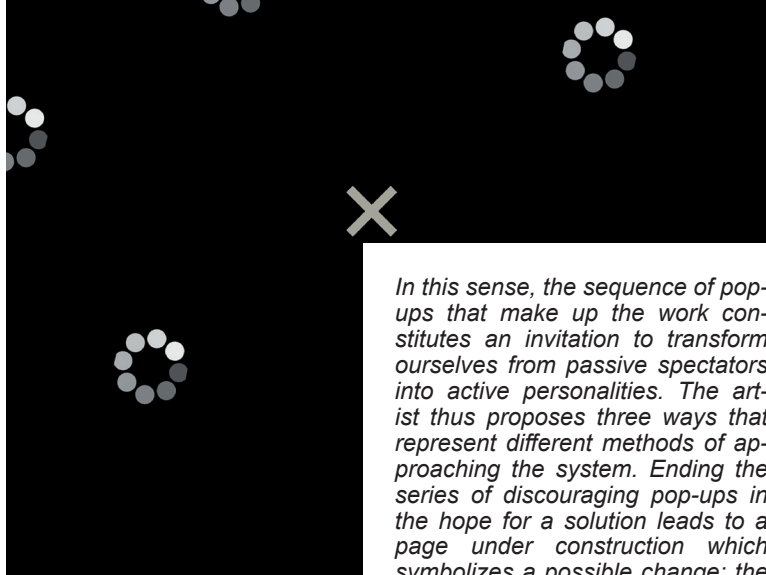 In this sense, the sequence of pop-
ups that make up the work con-
stitutes an invitation to transform
ourselves from passive spectators
into active personalities. The art-
ist thus proposes three ways that
represent different methods of ap-
proaching the system. Ending the
series of discouraging pop-ups in
the hope for a solution leads to a
page under construction which
symbolizes a possible change; the